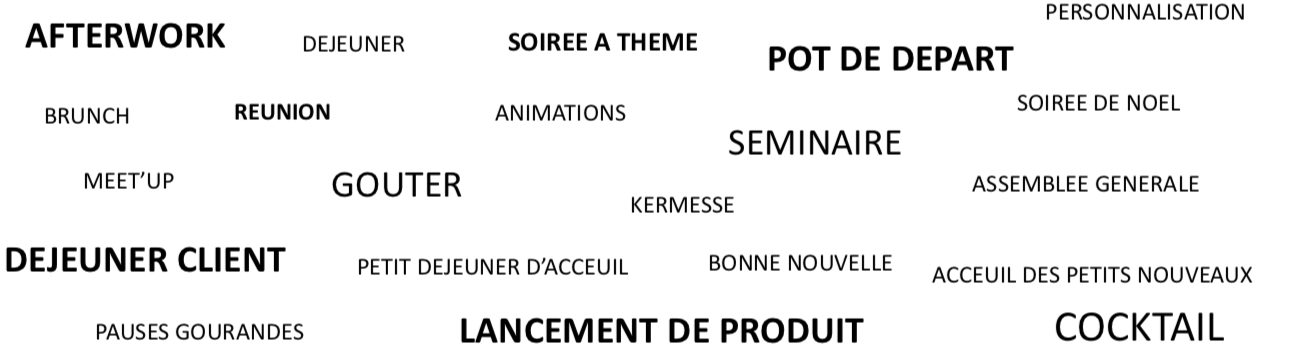 PERSONNALISATION
AFTERWORK
DEJEUNER
SOIREE A THEME
POT DE DEPART
BRUNCH
REUNION
ANIMATIONS
SOIREE DE NOEL
SEMINAIRE
MEET’UP
GOUTER
KERMESSE
ASSEMBLEE GENERALE
DEJEUNER CLIENT
PETIT DEJEUNER D’ACCEUIL
BONNE NOUVELLE
ACCEUIL DES PETITS NOUVEAUX
PAUSES GOURANDES
LANCEMENT DE PRODUIT
COCKTAIL